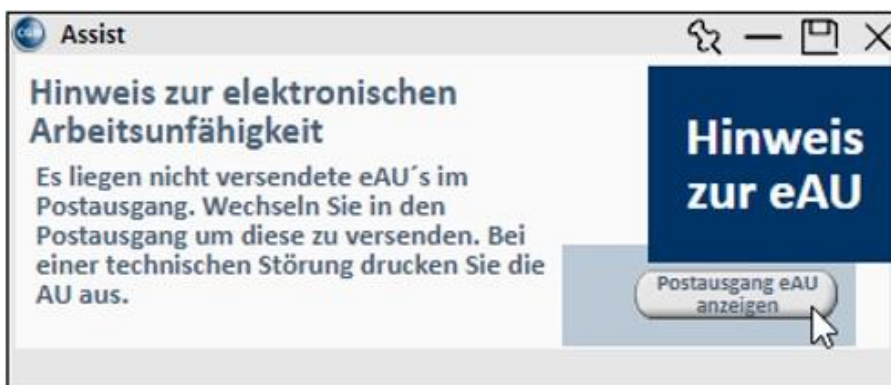 CGM Assist
Hinweis zur elektronischen
Arbeitsunfähigkeit
Es liegen nicht versendete eAU´s im
Postausgang. Wechseln Sie in den
Postausgang um diese zu versenden. Bei
einer technischen Störung drucken Sie die
AU aus.
Hinweis
zur eAU
Postausgang eAU
anzeigen